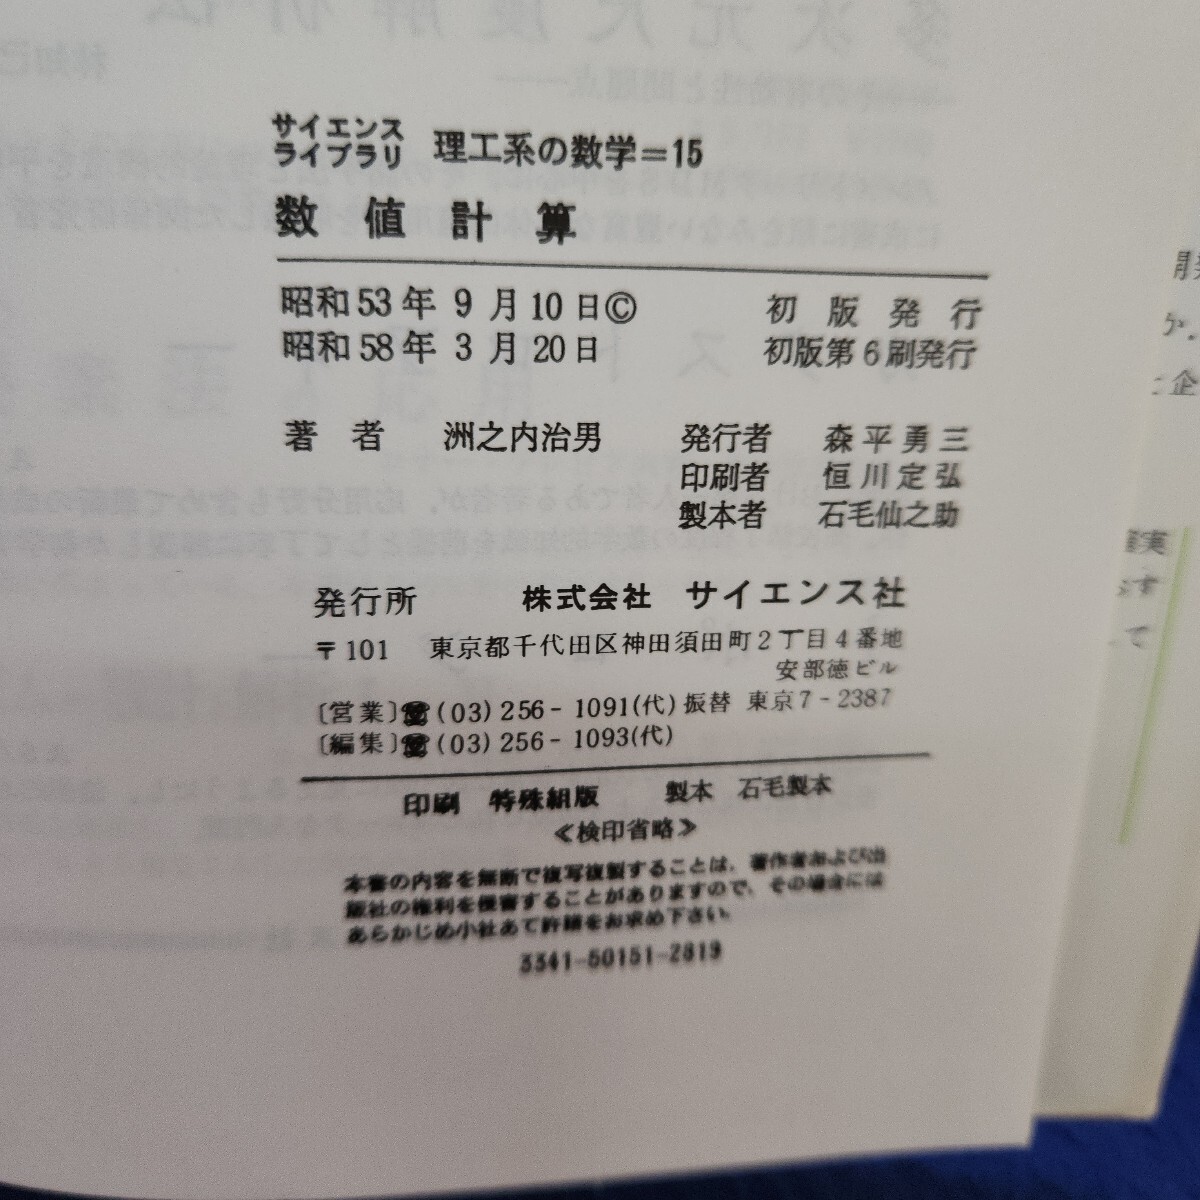 サイエンス
ライブラリ 理工系の数学＝15
数値計算
昭和53年 9月10日© 初版発行
昭和58年 3月20日 初版第6刷発行
著者 洲之内治男 発行者 森平勇三
印刷者 恒川定弘
製本者 石毛仙之助
発行所 株式会社 サイエンス社
〒101 東京都千代田区神田須田町2丁目4番地
安部徳ビル
〔営業〕☎(03)256-1091(代)振替 東京7-2387
〔編集〕☎(03)256-1093(代)
印刷 特殊組版 製本 石毛製本
≪検印省略≫
本書の内容を無断で複写複製することは、著作者および出
版社の権利を侵害することがありますので、その場合には
あらかじめ小社あて許諾をお求め下さい。
3341-50151-2819